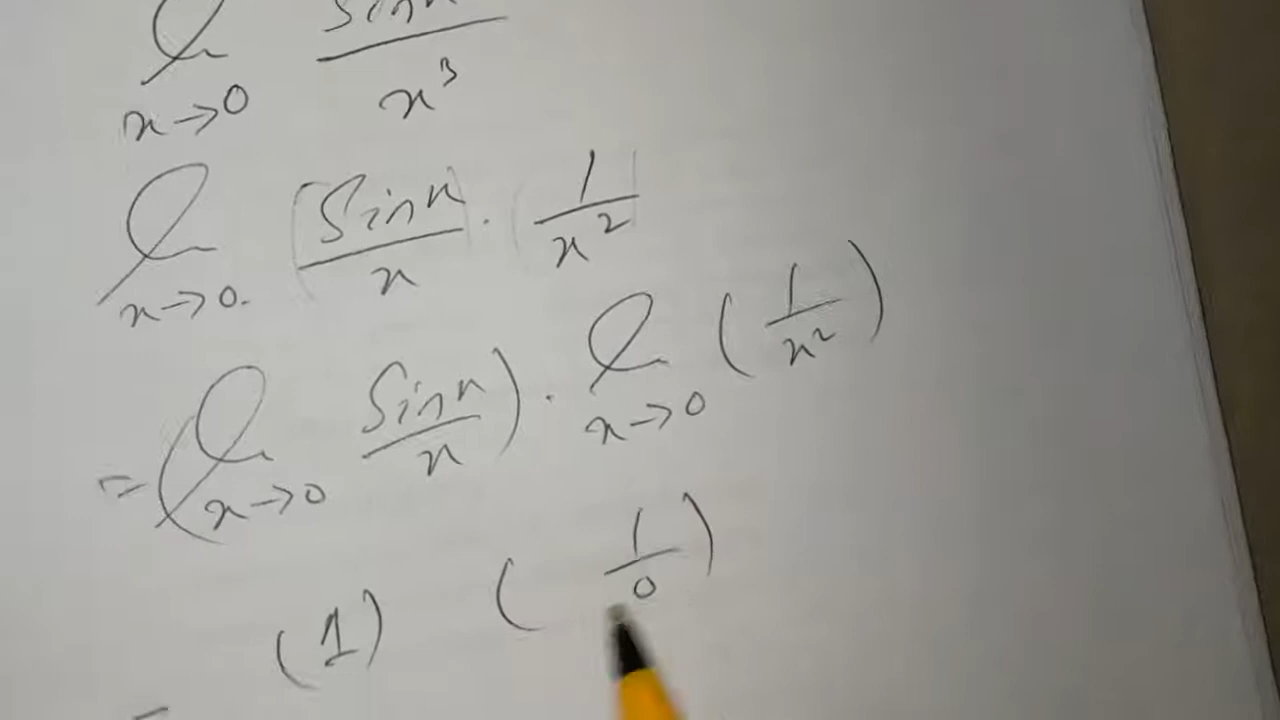 lim sinx / x³
x→0
lim [sinx / x] · 1 / x²
x→0.
= (lim sinx / x) · lim (1 / x²)
x→0 x→0
(1) (1 / 0)
=